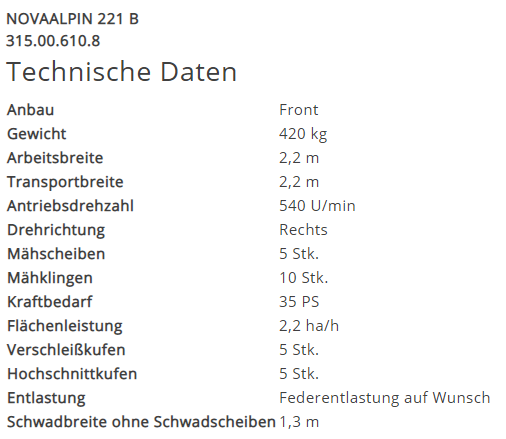 NOVAALPIN 221 B
315.00.610.8
Technische Daten
Anbau Front
Gewicht 420 kg
Arbeitsbreite 2,2 m
Transportbreite 2,2 m
Antriebsdrehzahl 540 U/min
Drehrichtung Rechts
Mähscheiben 5 Stk.
Mähklingen 10 Stk.
Kraftbedarf 35 PS
Flächenleistung 2,2 ha/h
Verschleißkufen 5 Stk.
Hochschnittkufen 5 Stk.
Entlastung Federentlastung auf Wunsch
Schwadbreite ohne Schwadscheiben 1,3 m